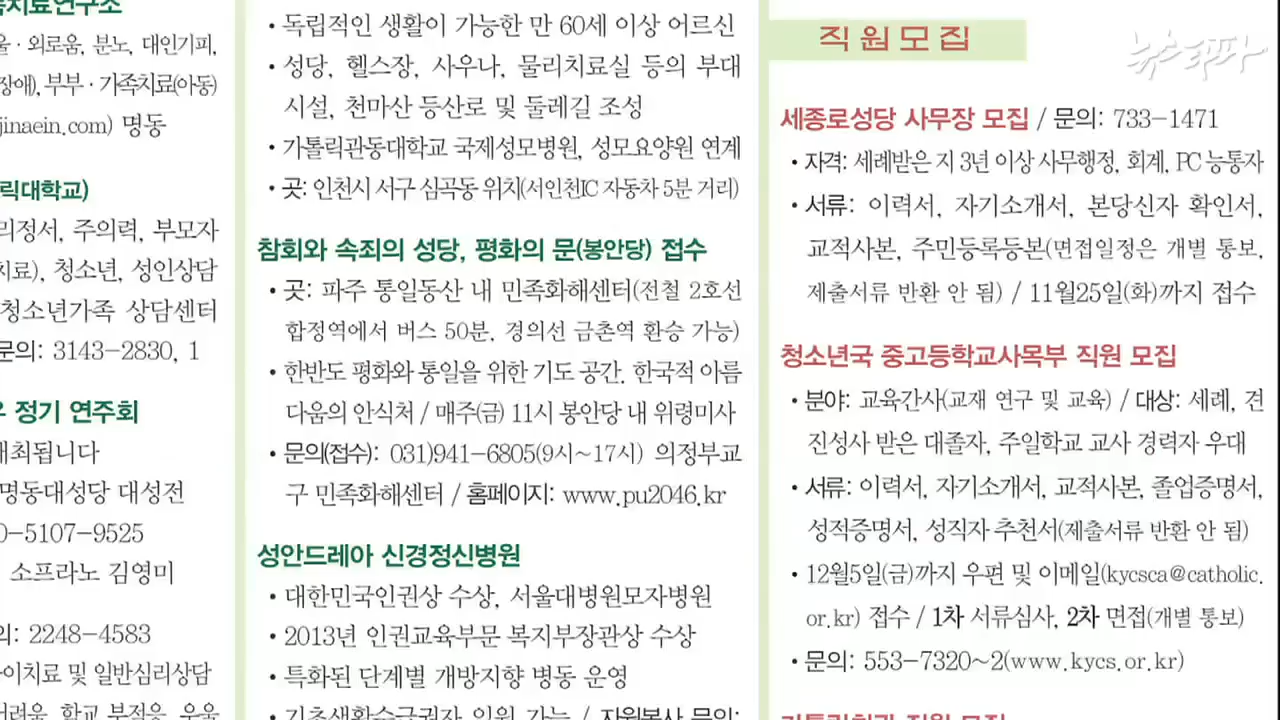 치료연구소
· 외로움, 분노, 대인기피,
장애), 부부 · 가족치료(아동)
jinaein.com) 명동
릭대학교)
리정서, 주의력, 부모자
치료), 청소년, 성인상담
청소년가족 상담센터
문의: 3143-2830, 1
정기 연주회
개최됩니다
명동대성당 대성전
0-5107-9525
소프라노 김영미
의: 2248-4583
이치료 및 일반심리상담
• 독립적인 생활이 가능한 만 60세 이상 어르신
• 성당, 헬스장, 사우나, 물리치료실 등의 부대
시설, 천마산 등산로 및 둘레길 조성
• 가톨릭관동대학교 국제성모병원, 성모요양원 연계
• 곳: 인천시 서구 심곡동 위치(서인천IC 자동차 5분 거리)
참회와 속죄의 성당, 평화의 문(봉안당) 접수
• 곳: 파주 통일동산 내 민족화해센터(전철 2호선
합정역에서 버스 50분, 경의선 금촌역 환승 가능)
• 한반도 평화와 통일을 위한 기도 공간. 한국적 아름
다움의 안식처 / 매주(금) 11시 봉안당 내 위령미사
• 문의(접수): 031)941-6805(9시~17시) 의정부교
구 민족화해센터 / 홈페이지: www.pu2046.kr
성안드레아 신경정신병원
• 대한민국인권상 수상, 서울대병원모자병원
• 2013년 인권교육부문 복지부장관상 수상
• 특화된 단계별 개방지향 병동 운영
• 기초생활수급권자 입원 가능 / 자원봉사 문의:
직원모집
뉴스타파
세종로성당 사무장 모집 / 문의: 733-1471
• 자격: 세례받은 지 3년 이상 사무행정, 회계, PC 능통자
• 서류: 이력서, 자기소개서, 본당신자 확인서,
교적사본, 주민등록등본(면접일정은 개별 통보,
제출서류 반환 안 됨) / 11월25일(화)까지 접수
청소년국 중고등학교사목부 직원 모집
• 분야: 교육간사(교재 연구 및 교육) / 대상: 세례, 견
진성사 받은 대졸자, 주일학교 교사 경력자 우대
• 서류: 이력서, 자기소개서, 교적사본, 졸업증명서,
성적증명서, 성직자 추천서(제출서류 반환 안 됨)
• 12월5일(금)까지 우편 및 이메일(kycsca@catholic.
or.kr) 접수 / 1차 서류심사, 2차 면접(개별 통보)
• 문의: 553-7320~2(www.kycs.or.kr)